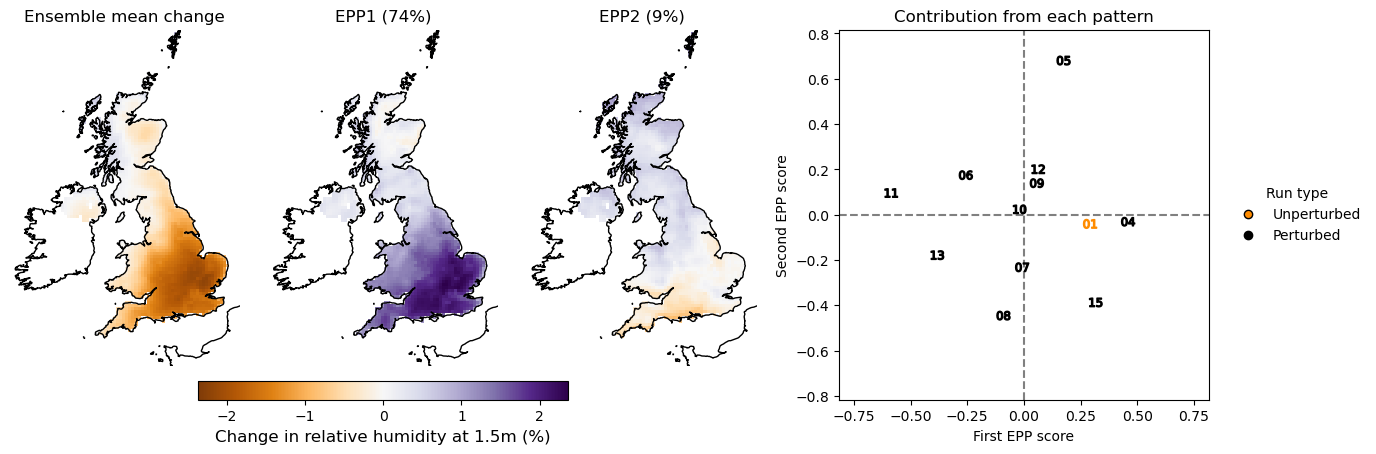 Ensemble mean change
EPP1 (74%)
EPP2 (9%)
−2 −1 0 1 2
Change in relative humidity at 1.5m (%)
Contribution from each pattern
Second EPP score
0.8
0.6
0.4
0.2
0.0
−0.2
−0.4
−0.6
−0.8
05
12
09
06
11
10
01
04
13
07
15
08
−0.75 −0.50 −0.25 0.00 0.25 0.50 0.75
First EPP score
Run type
Unperturbed
Perturbed